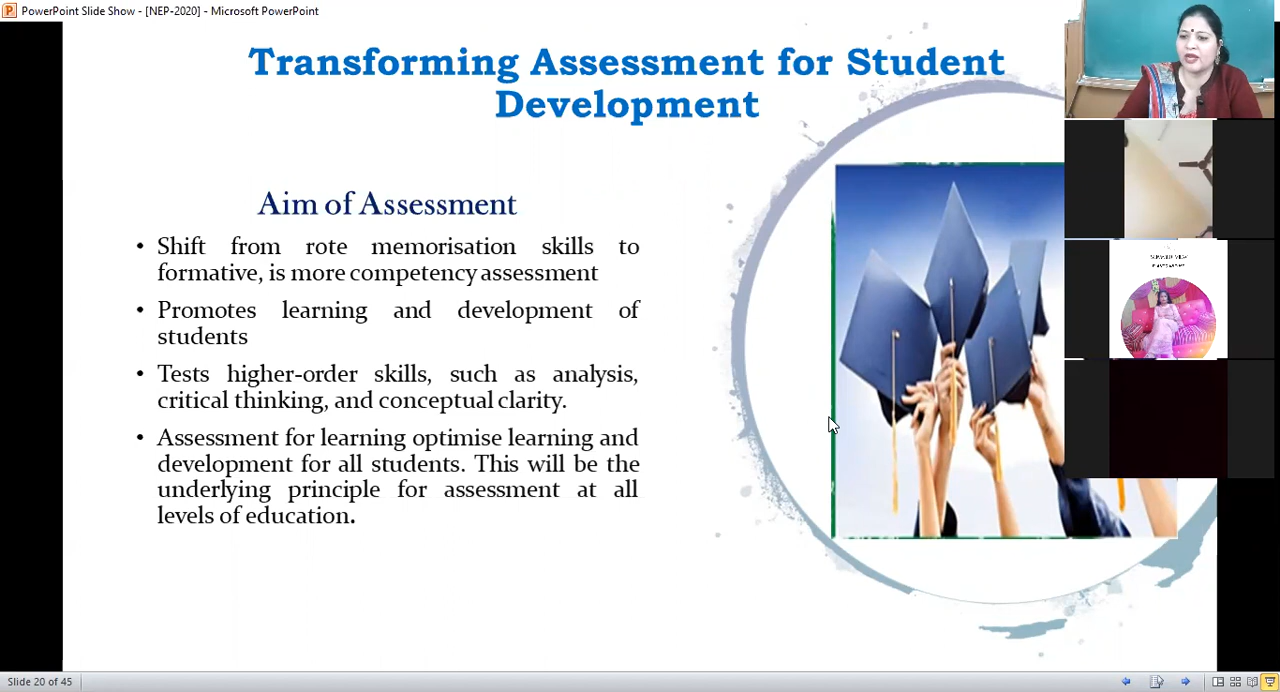 PowerPoint Slide Show - [NEP-2020] - Microsoft PowerPoint
Transforming Assessment for Student
Development
Aim of Assessment
• Shift from rote memorisation skills to
formative, is more competency assessment
• Promotes learning and development of
students
• Tests higher-order skills, such as analysis,
critical thinking, and conceptual clarity.
• Assessment for learning optimise learning and
development for all students. This will be the
underlying principle for assessment at all
levels of education.
Slide 20 of 45